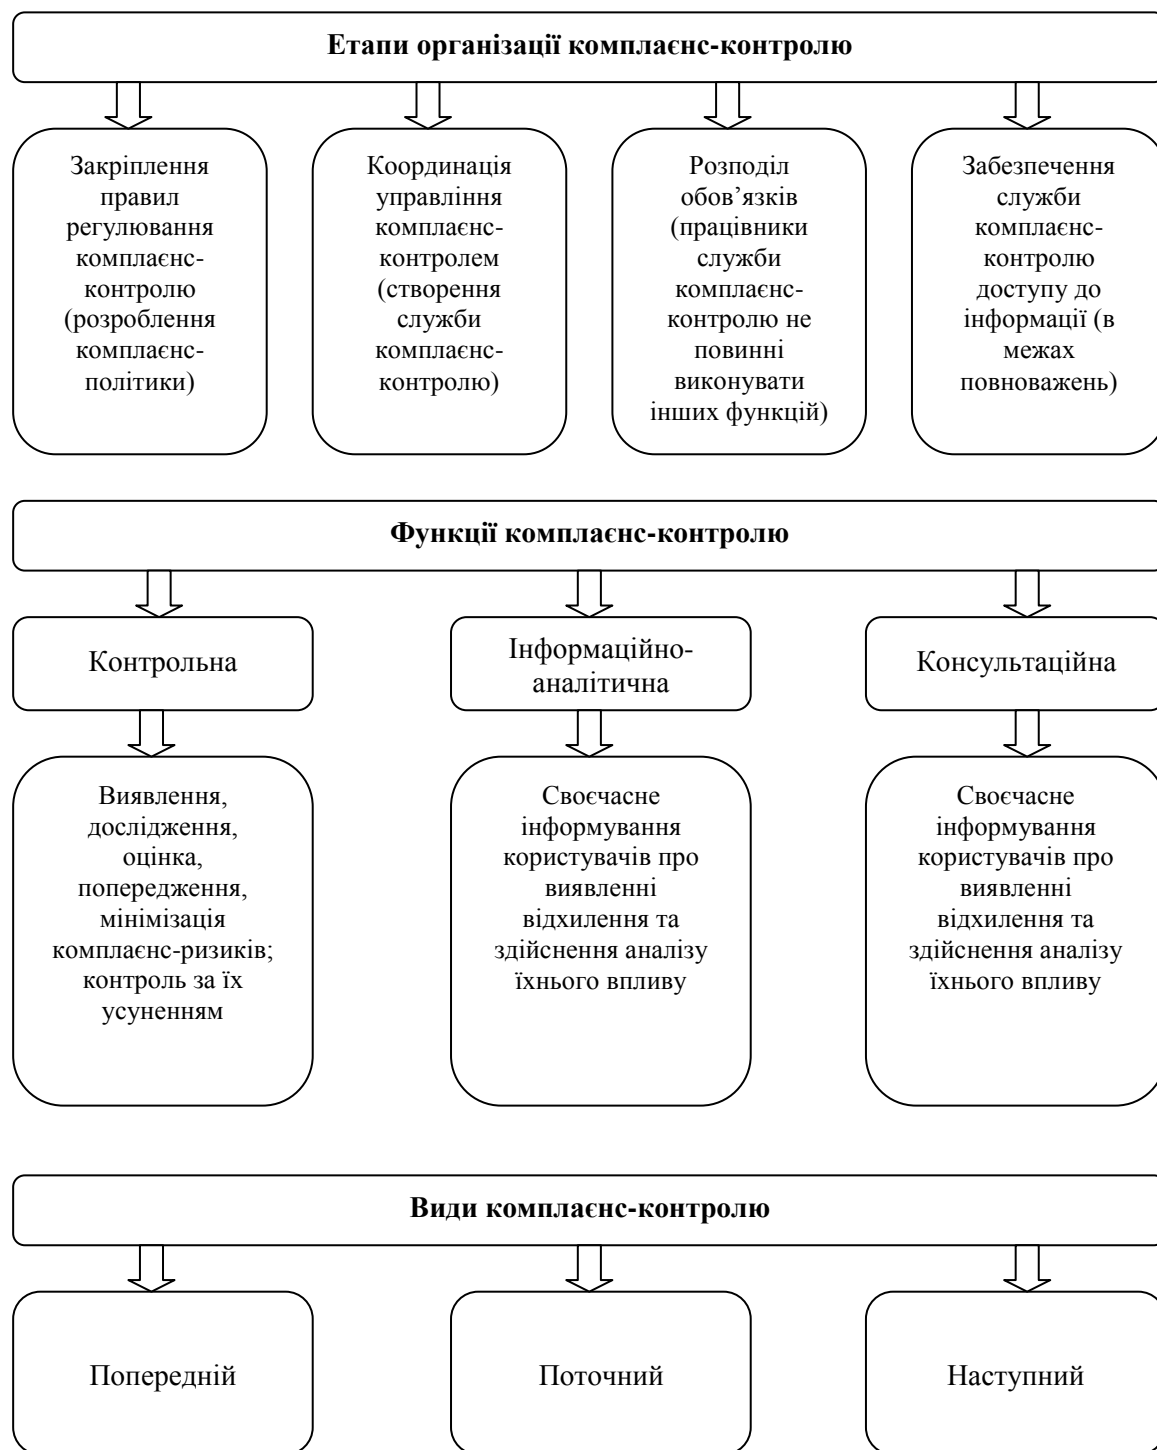 Етапи організації комплаєнс-контролю
Закріплення
правил
регулювання
комплаєнс-
контролю
(розроблення
комплаєнс-
політики)
Координація
управління
комплаєнс-
контролем
(створення
служби
комплаєнс-
контролю)
Розподіл
обов’язків
(працівники
служби
комплаєнс-
контролю не
повинні
виконувати
інших функцій)
Забезпечення
служби
комплаєнс-
контролю
доступу до
інформації (в
межах
повноважень)
Функції комплаєнс-контролю
Контрольна
Інформаційно-
аналітична
Консультаційна
Виявлення,
дослідження,
оцінка,
попередження,
мінімізація
комплаєнс-ризиків;
контроль за їх
усуненням
Своєчасне
інформування
користувачів про
виявленні
відхилення та
здійснення аналізу
їхнього впливу
Своєчасне
інформування
користувачів про
виявленні
відхилення та
здійснення аналізу
їхнього впливу
Види комплаєнс-контролю
Попередній
Поточний
Наступний